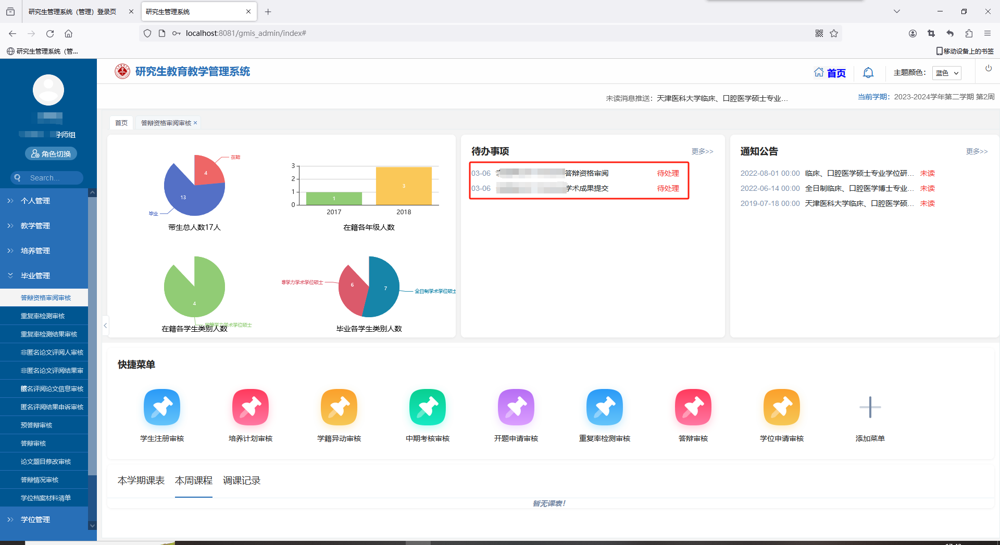 研究生管理系统（管理）登录页
研究生管理系统
localhost:8081/gmis_admin/index#
研究生管理系统（管...
移动设备上的书签
研究生教育教学管理系统
首页
主题颜色：
蓝色
未读消息推送：天津医科大学临床、口腔医学硕士专业...
当前学期：2023-2024学年第二学期 第2周
学师组
角色切换
Search...
个人管理
教学管理
培养管理
毕业管理
答辩资格审阅审核
重复率检测审核
重复率检测结果审核
非匿名论文评阅人审核
非匿名论文评阅结果审
匿名评阅论文信息审核
匿名评阅结果申诉审核
预答辩审核
答辩审核
论文题目修改审核
答辩情况审核
学位档案材料清单
学位管理
首页
答辩资格审阅审核
在籍
4
13
毕业
带生总人数17人
3
2
1
0
1
3
2017
2018
在籍各年级人数
4
同等学力学术学位硕士
在籍各学生类别人数
等学力学术学位硕士
6
7
全日制学术学位硕士
毕业各学生类别人数
待办事项
更多>>
03-06 答辩资格审阅 待处理
03-06 学术成果提交 待处理
通知公告
更多>>
2022-08-01 00:00 临床、口腔医学硕士专业学位研... 未读
2022-06-14 00:00 全日制临床、口腔医学博士专业... 未读
2019-07-18 00:00 天津医科大学临床、口腔医学硕... 未读
快捷菜单
学生注册审核
培养计划审核
学籍异动审核
中期考核审核
开题申请审核
重复率检测审核
答辩审核
学位申请审核
添加菜单
本学期课表
本周课程
调课记录
暂无课表！